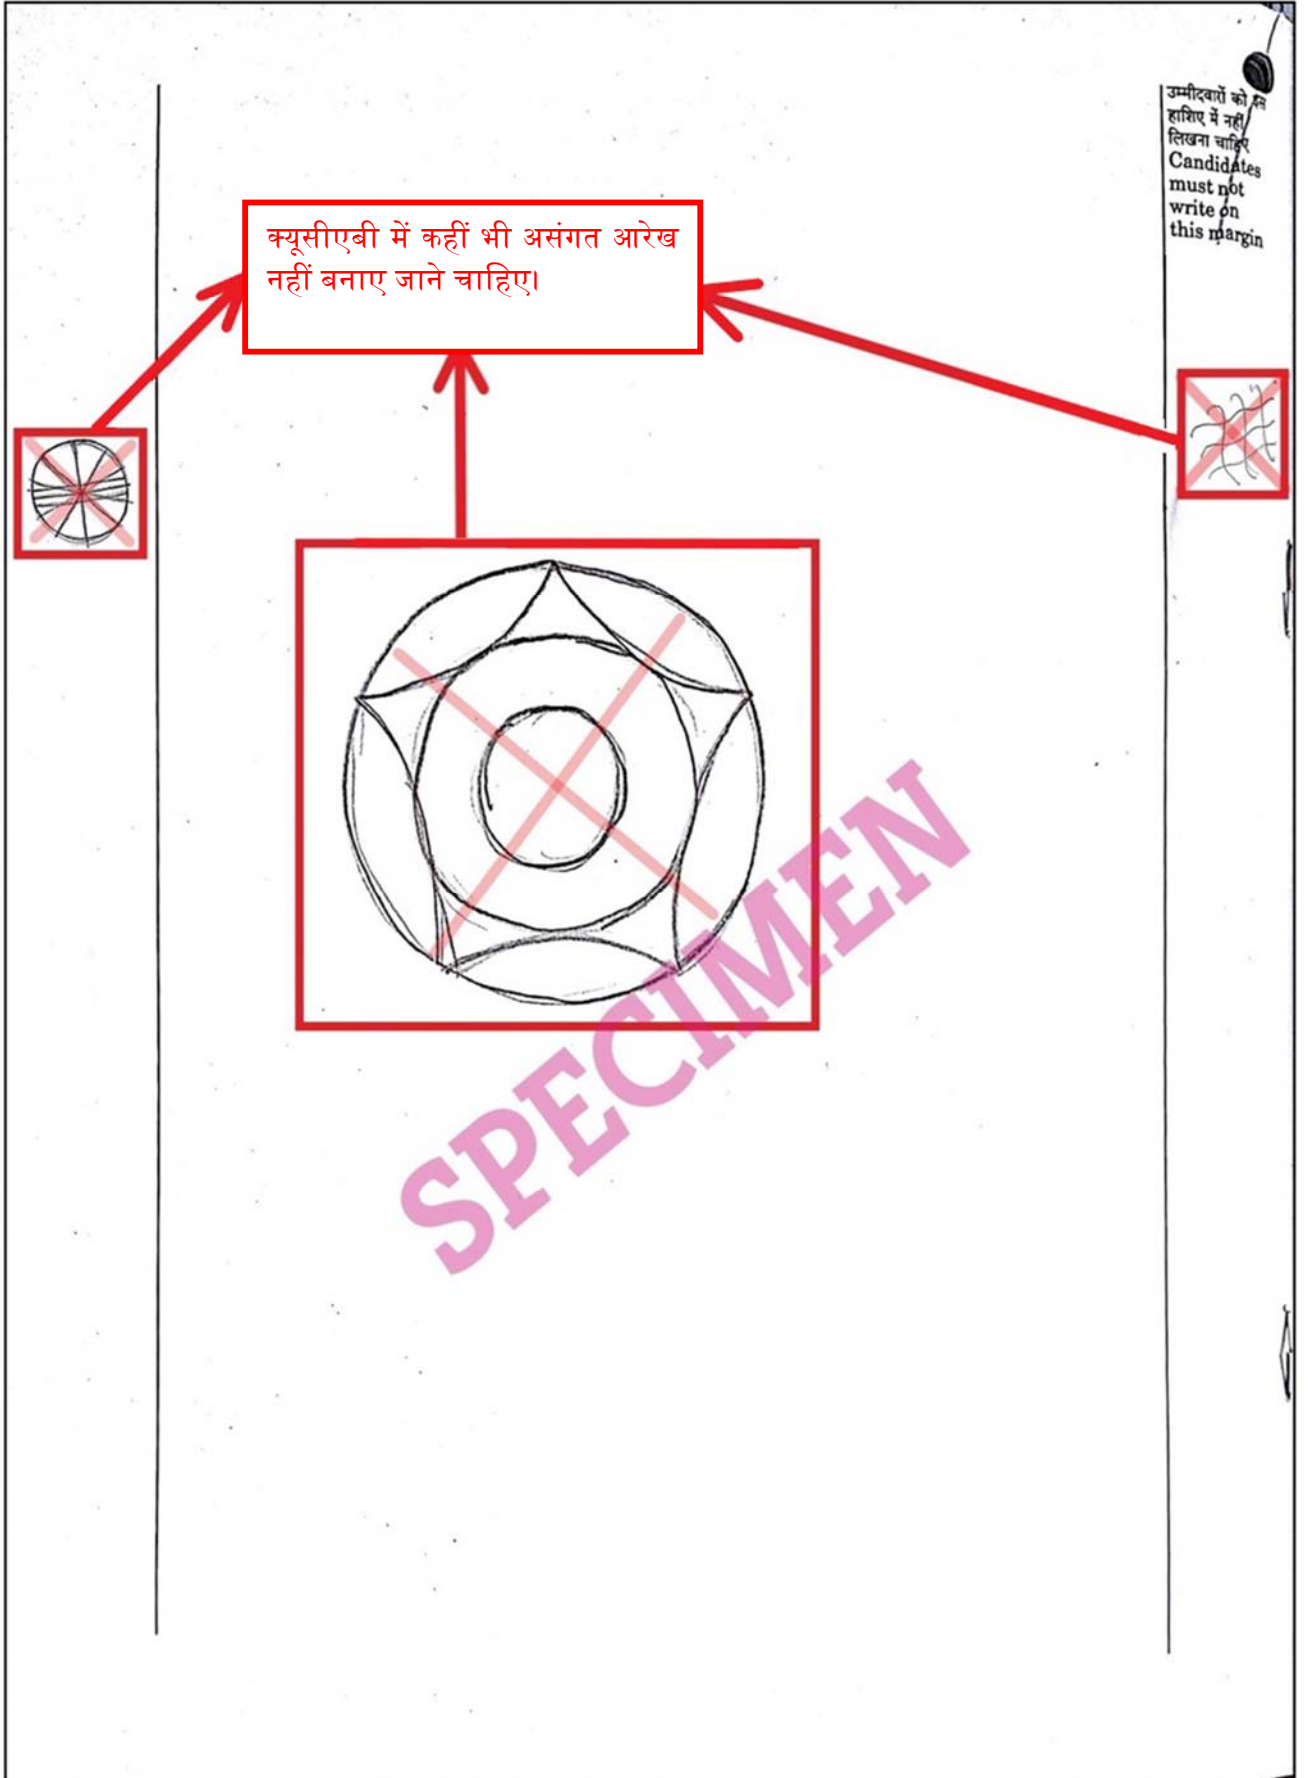 उम्मीदवारों को इस
हाशिए में नहीं
लिखना चाहिए
Candidates
must not
write on
this margin
क्यूसीएबी में कहीं भी असंगत आरेख
नहीं बनाए जाने चाहिए।
SPECIMEN